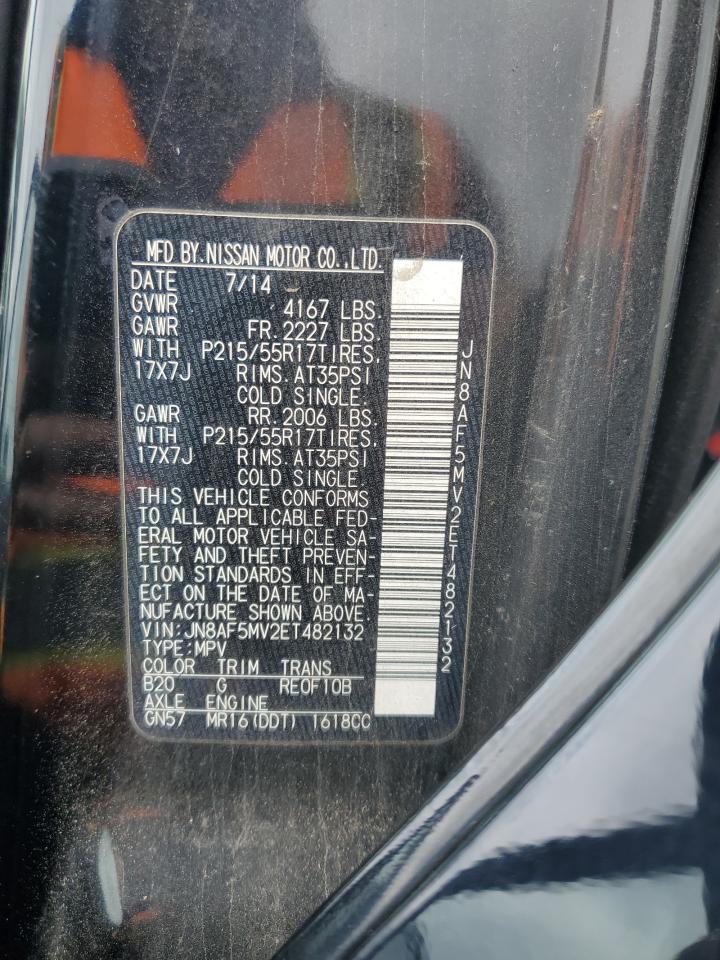 MFD BY.NISSAN MOTOR CO.,LTD.
DATE 7/14
GVWR 4167 LBS.
GAWR FR. 2227 LBS.
WITH P215/55R17TIRES,
17X7J RIMS. AT35PSI
COLD SINGLE.
GAWR RR. 2006 LBS.
WITH P215/55R17TIRES,
17X7J RIMS. AT35PSI
COLD SINGLE.
THIS VEHICLE CONFORMS
TO ALL APPLICABLE FED-
ERAL MOTOR VEHICLE SA-
FETY AND THEFT PREVEN-
TION STANDARDS IN EFF-
ECT ON THE DATE OF MA-
NUFACTURE SHOWN ABOVE.
VIN:JN8AF5MV2ET482132
TYPE:MPV
COLOR TRIM TRANS
B20 G RE0F10B
AXLE ENGINE
GN57 MR16(DDT) 1618CC
JN8AF5MV2ET482132